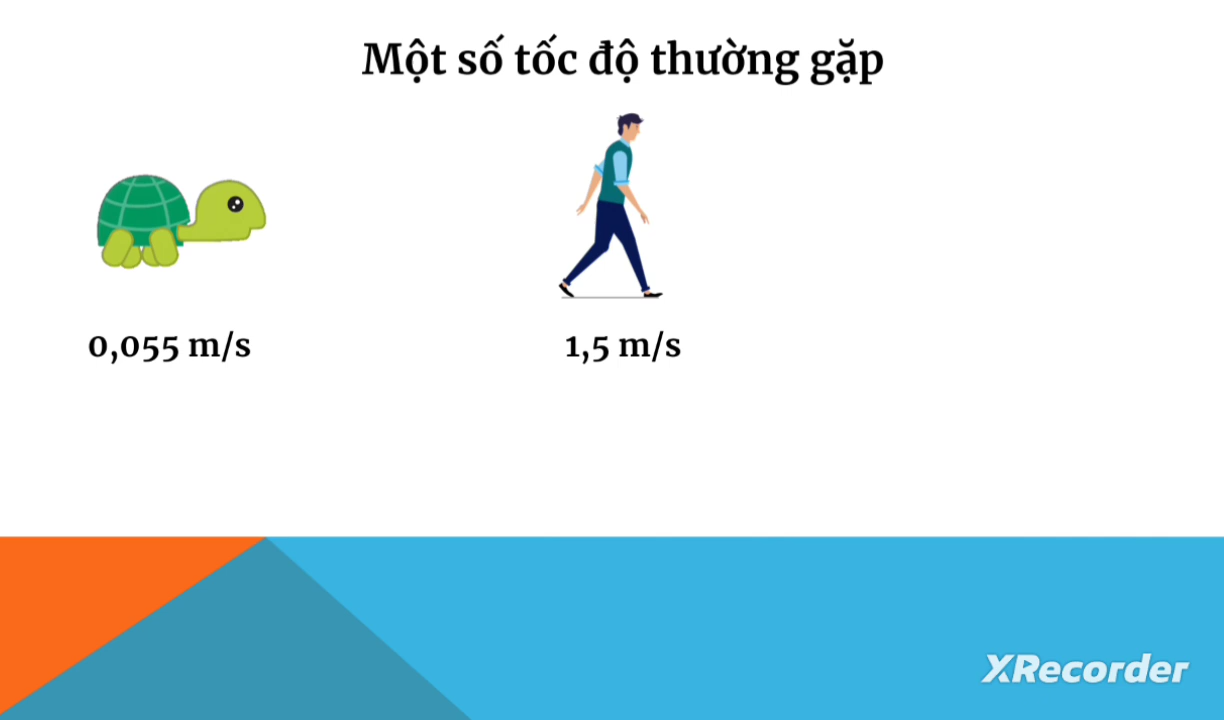 Một số tốc độ thường gặp
0,055 m/s
1,5 m/s
XRecorder